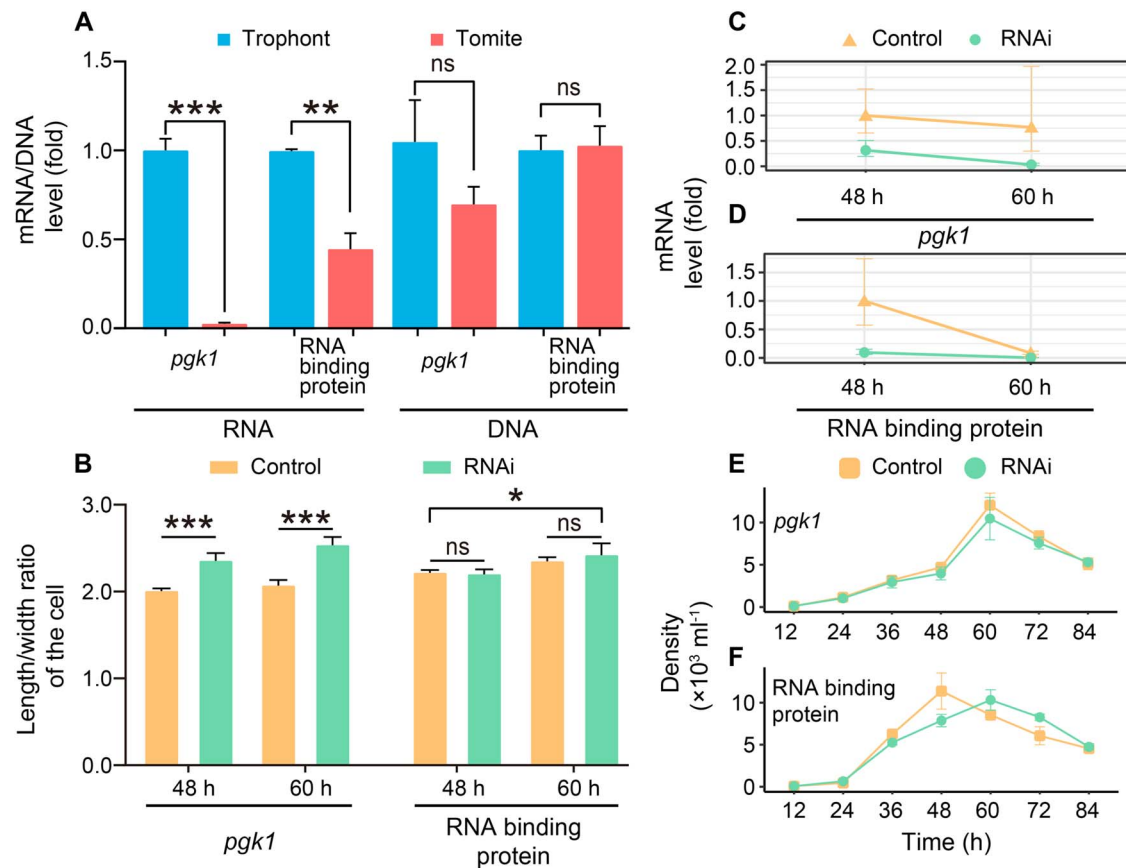 A
Trophont
Tomite
mRNA/DNA
level (fold)
1.5
1.0
0.5
0.0
***
**
ns
ns
pgk1
RNA
binding
protein
pgk1
RNA
binding
protein
RNA
DNA
B
Control
RNAi
Length/width ratio
of the cell
3.0
2.0
1.0
0.0
***
***
ns
*
ns
48 h
60 h
48 h
60 h
pgk1
RNA binding
protein
C
Control
RNAi
mRNA
level (fold)
2.0
1.5
1.0
0.5
0.0
48 h
60 h
pgk1
D
1.5
1.0
0.5
0.0
48 h
60 h
RNA binding protein
E
Control
RNAi
pgk1
Density
(×10³ ml⁻¹)
10
5
0
12 24 36 48 60 72 84
F
RNA binding
protein
10
5
0
12 24 36 48 60 72 84
Time (h)